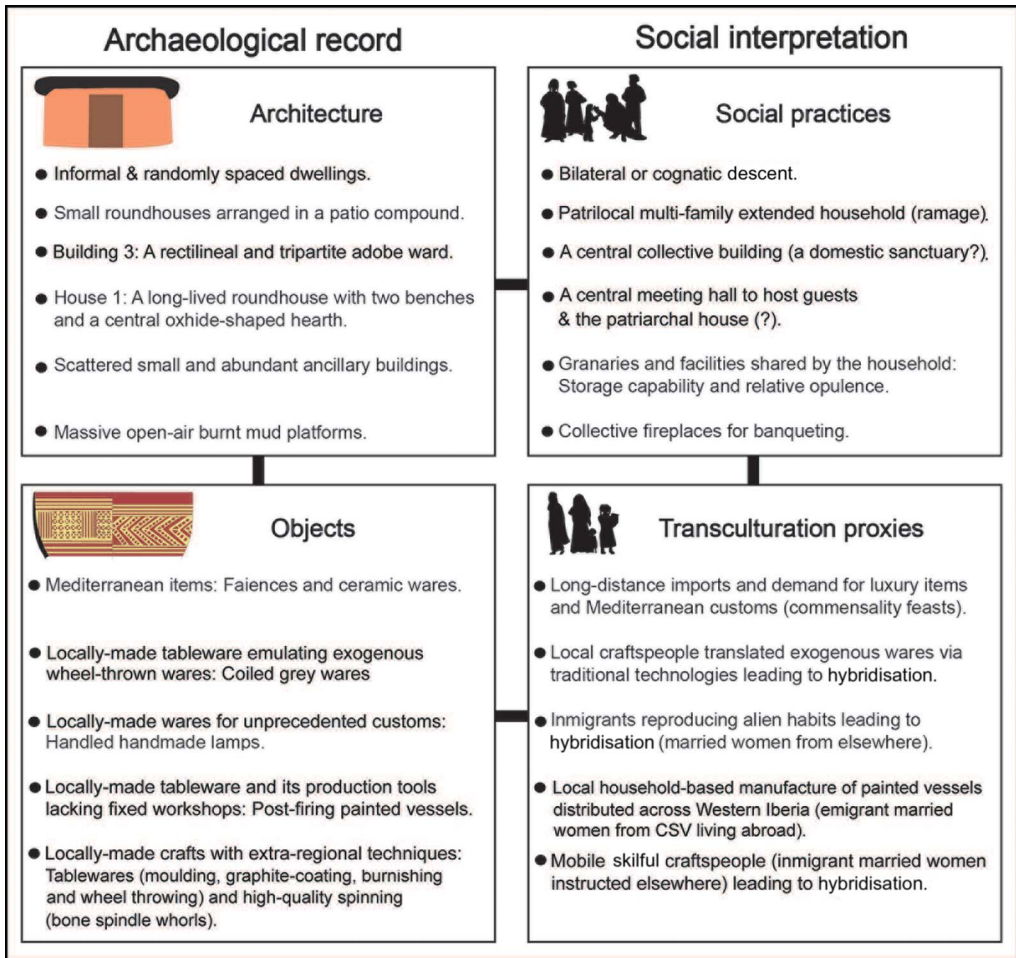 Archaeological record
Social interpretation
Architecture
● Informal & randomly spaced dwellings.
● Small roundhouses arranged in a patio compound.
● Building 3: A rectilineal and tripartite adobe ward.
● House 1: A long-lived roundhouse with two benches
and a central oxhide-shaped hearth.
● Scattered small and abundant ancillary buildings.
● Massive open-air burnt mud platforms.
Social practices
● Bilateral or cognatic descent.
● Patrilocal multi-family extended household (ramage).
● A central collective building (a domestic sanctuary?).
● A central meeting hall to host guests
& the patriarchal house (?).
● Granaries and facilities shared by the household:
Storage capability and relative opulence.
● Collective fireplaces for banqueting.
Objects
● Mediterranean items: Faiences and ceramic wares.
● Locally-made tableware emulating exogenous
wheel-thrown wares: Coiled grey wares
● Locally-made wares for unprecedented customs:
Handled handmade lamps.
● Locally-made tableware and its production tools
lacking fixed workshops: Post-firing painted vessels.
● Locally-made crafts with extra-regional techniques:
Tablewares (moulding, graphite-coating, burnishing
and wheel throwing) and high-quality spinning
(bone spindle whorls).
Transculturation proxies
● Long-distance imports and demand for luxury items
and Mediterranean customs (commensality feasts).
● Local craftspeople translated exogenous wares via
traditional technologies leading to hybridisation.
● Inmigrants reproducing alien habits leading to
hybridisation (married women from elsewhere).
● Local household-based manufacture of painted vessels
distributed across Western Iberia (emigrant married
women from CSV living abroad).
● Mobile skilful craftspeople (inmigrant married women
instructed elsewhere) leading to hybridisation.